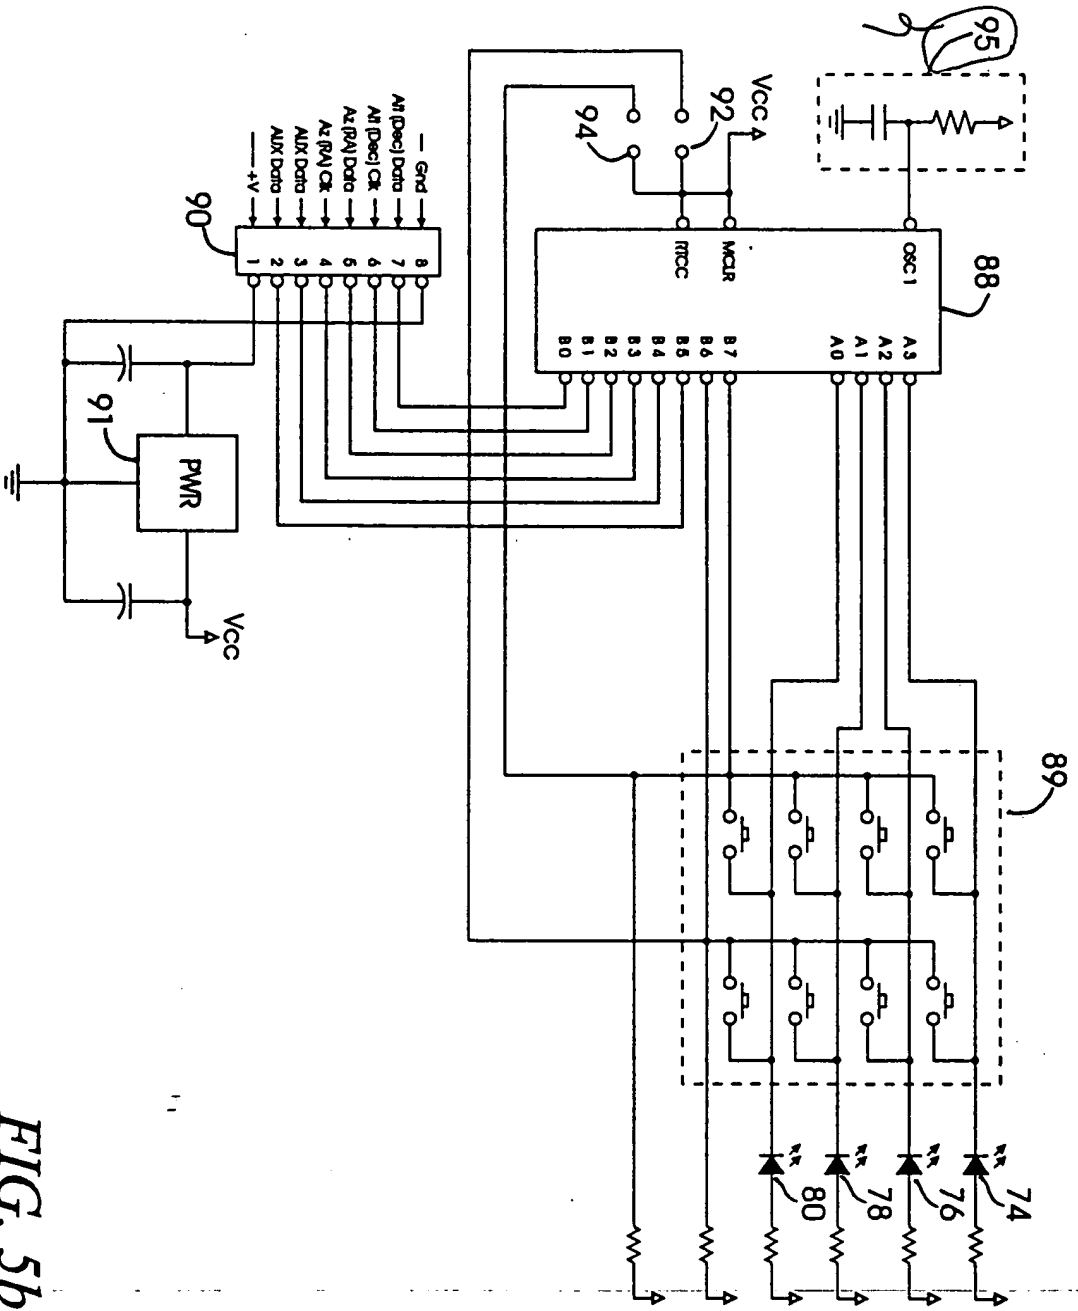 95
VCC
92
94
88
OSC 1
MCLR
RTCC
A3
A2
A1
A0
B7
B6
B5
B4
B3
B2
B1
B0
89
74
76
78
80
— Gnd
Alt (Dec) Data
Alt (Dec) Clk
Az (RA) Data
Az (RA) Clk
AUX Data
AUX Data
+V
8
7
6
5
4
3
2
1
90
91
PWR
VCC
FIG. 5b